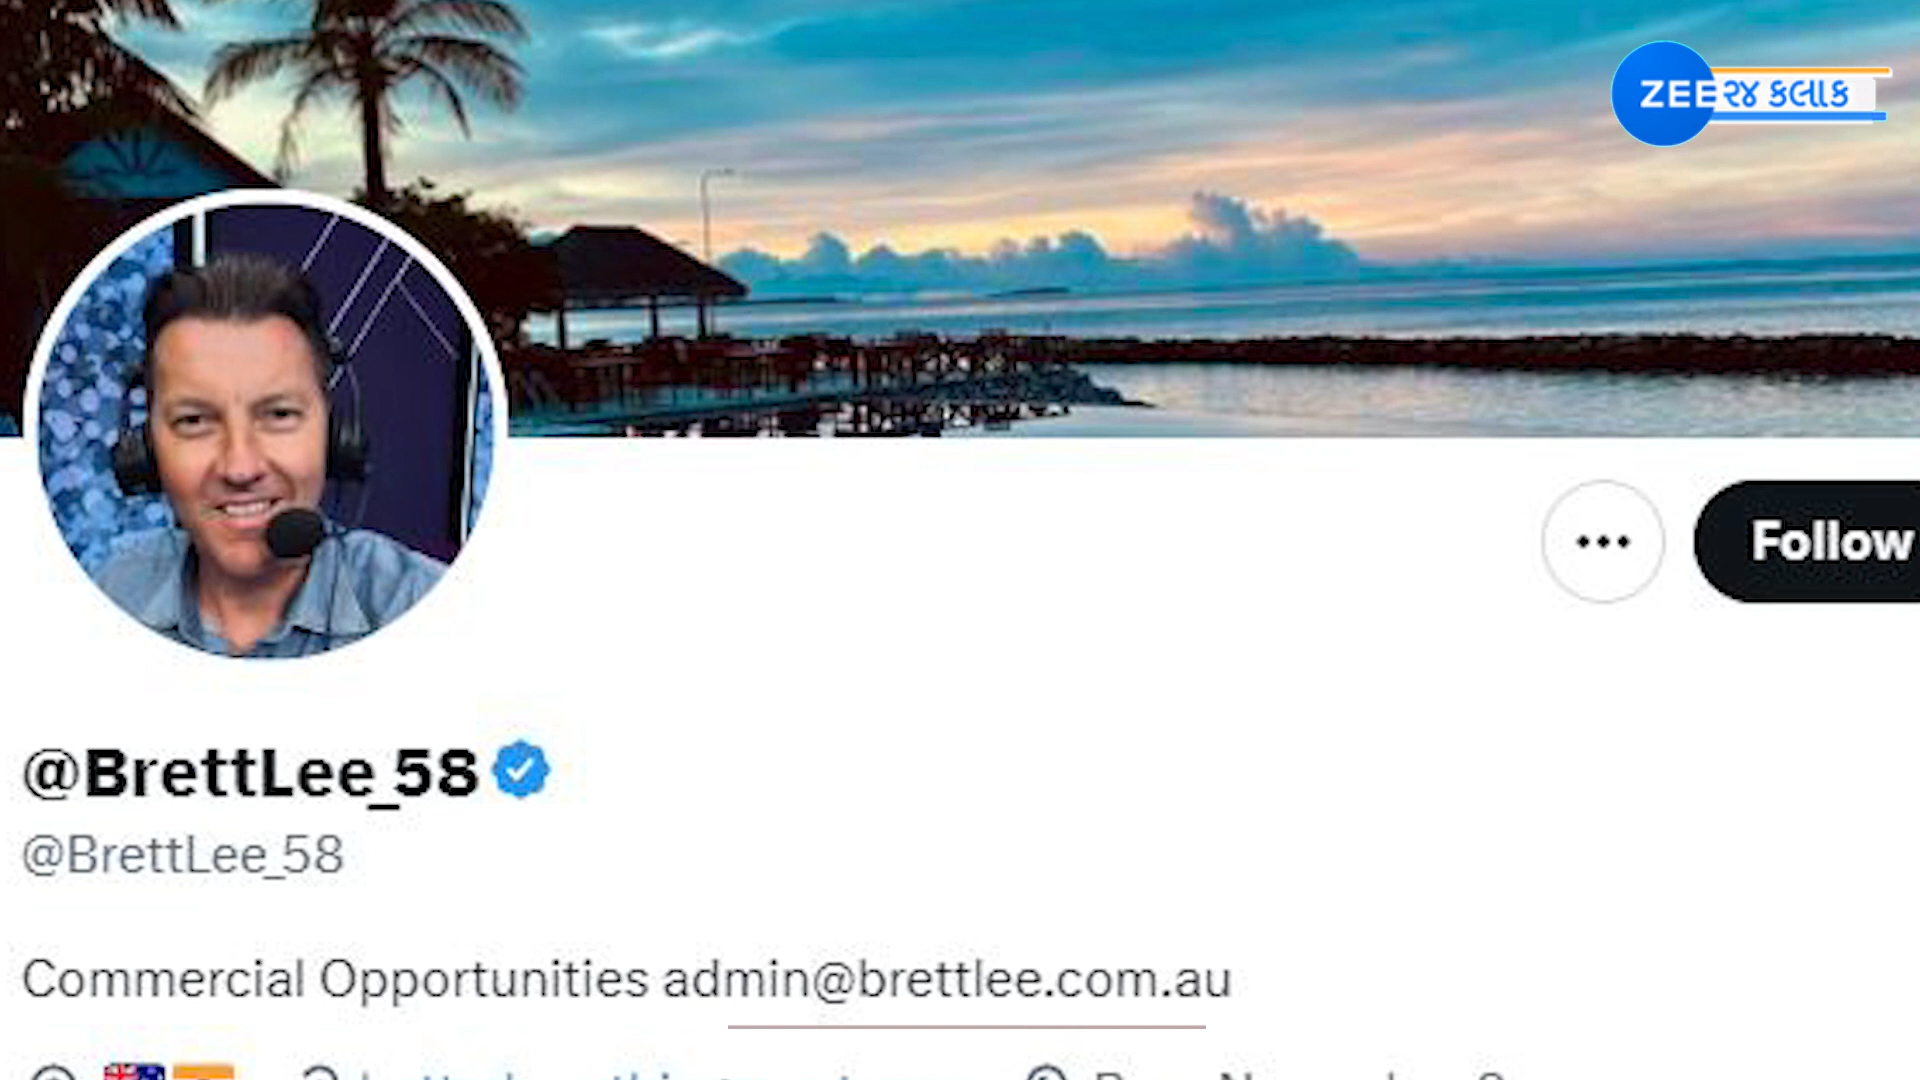 ZEE ૨૪ કલાક
Follow
@BrettLee_58
@BrettLee_58
Commercial Opportunities admin@brettlee.com.au